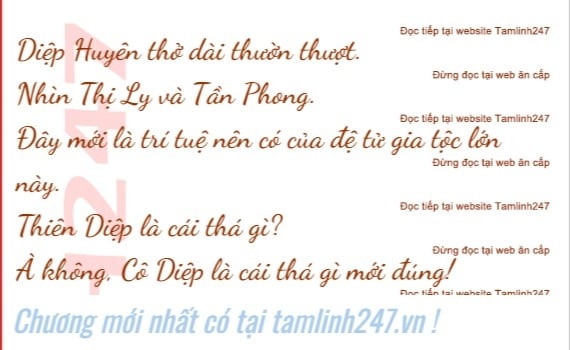 Đọc tiếp tại website Tamlinh247
Diệp Huyên thở dài thườn thượt.
Đừng đọc tại web ăn cắp
Nhìn Thị Ly và Tần Phong.
Đọc tiếp tại website Tamlinh247
Đây mới là trí tuệ nên có của đệ tử gia tộc lớn
Đừng đọc tại web ăn cắp
này.
Đọc tiếp tại website Tamlinh247
Thiên Diệp là cái thá gì?
Đừng đọc tại web ăn cắp
À không, Cô Diệp là cái thá gì mới đúng!
Đọc tiếp tại website Tamlinh247
Chương mới nhất có tại tamlinh247.vn !
1247